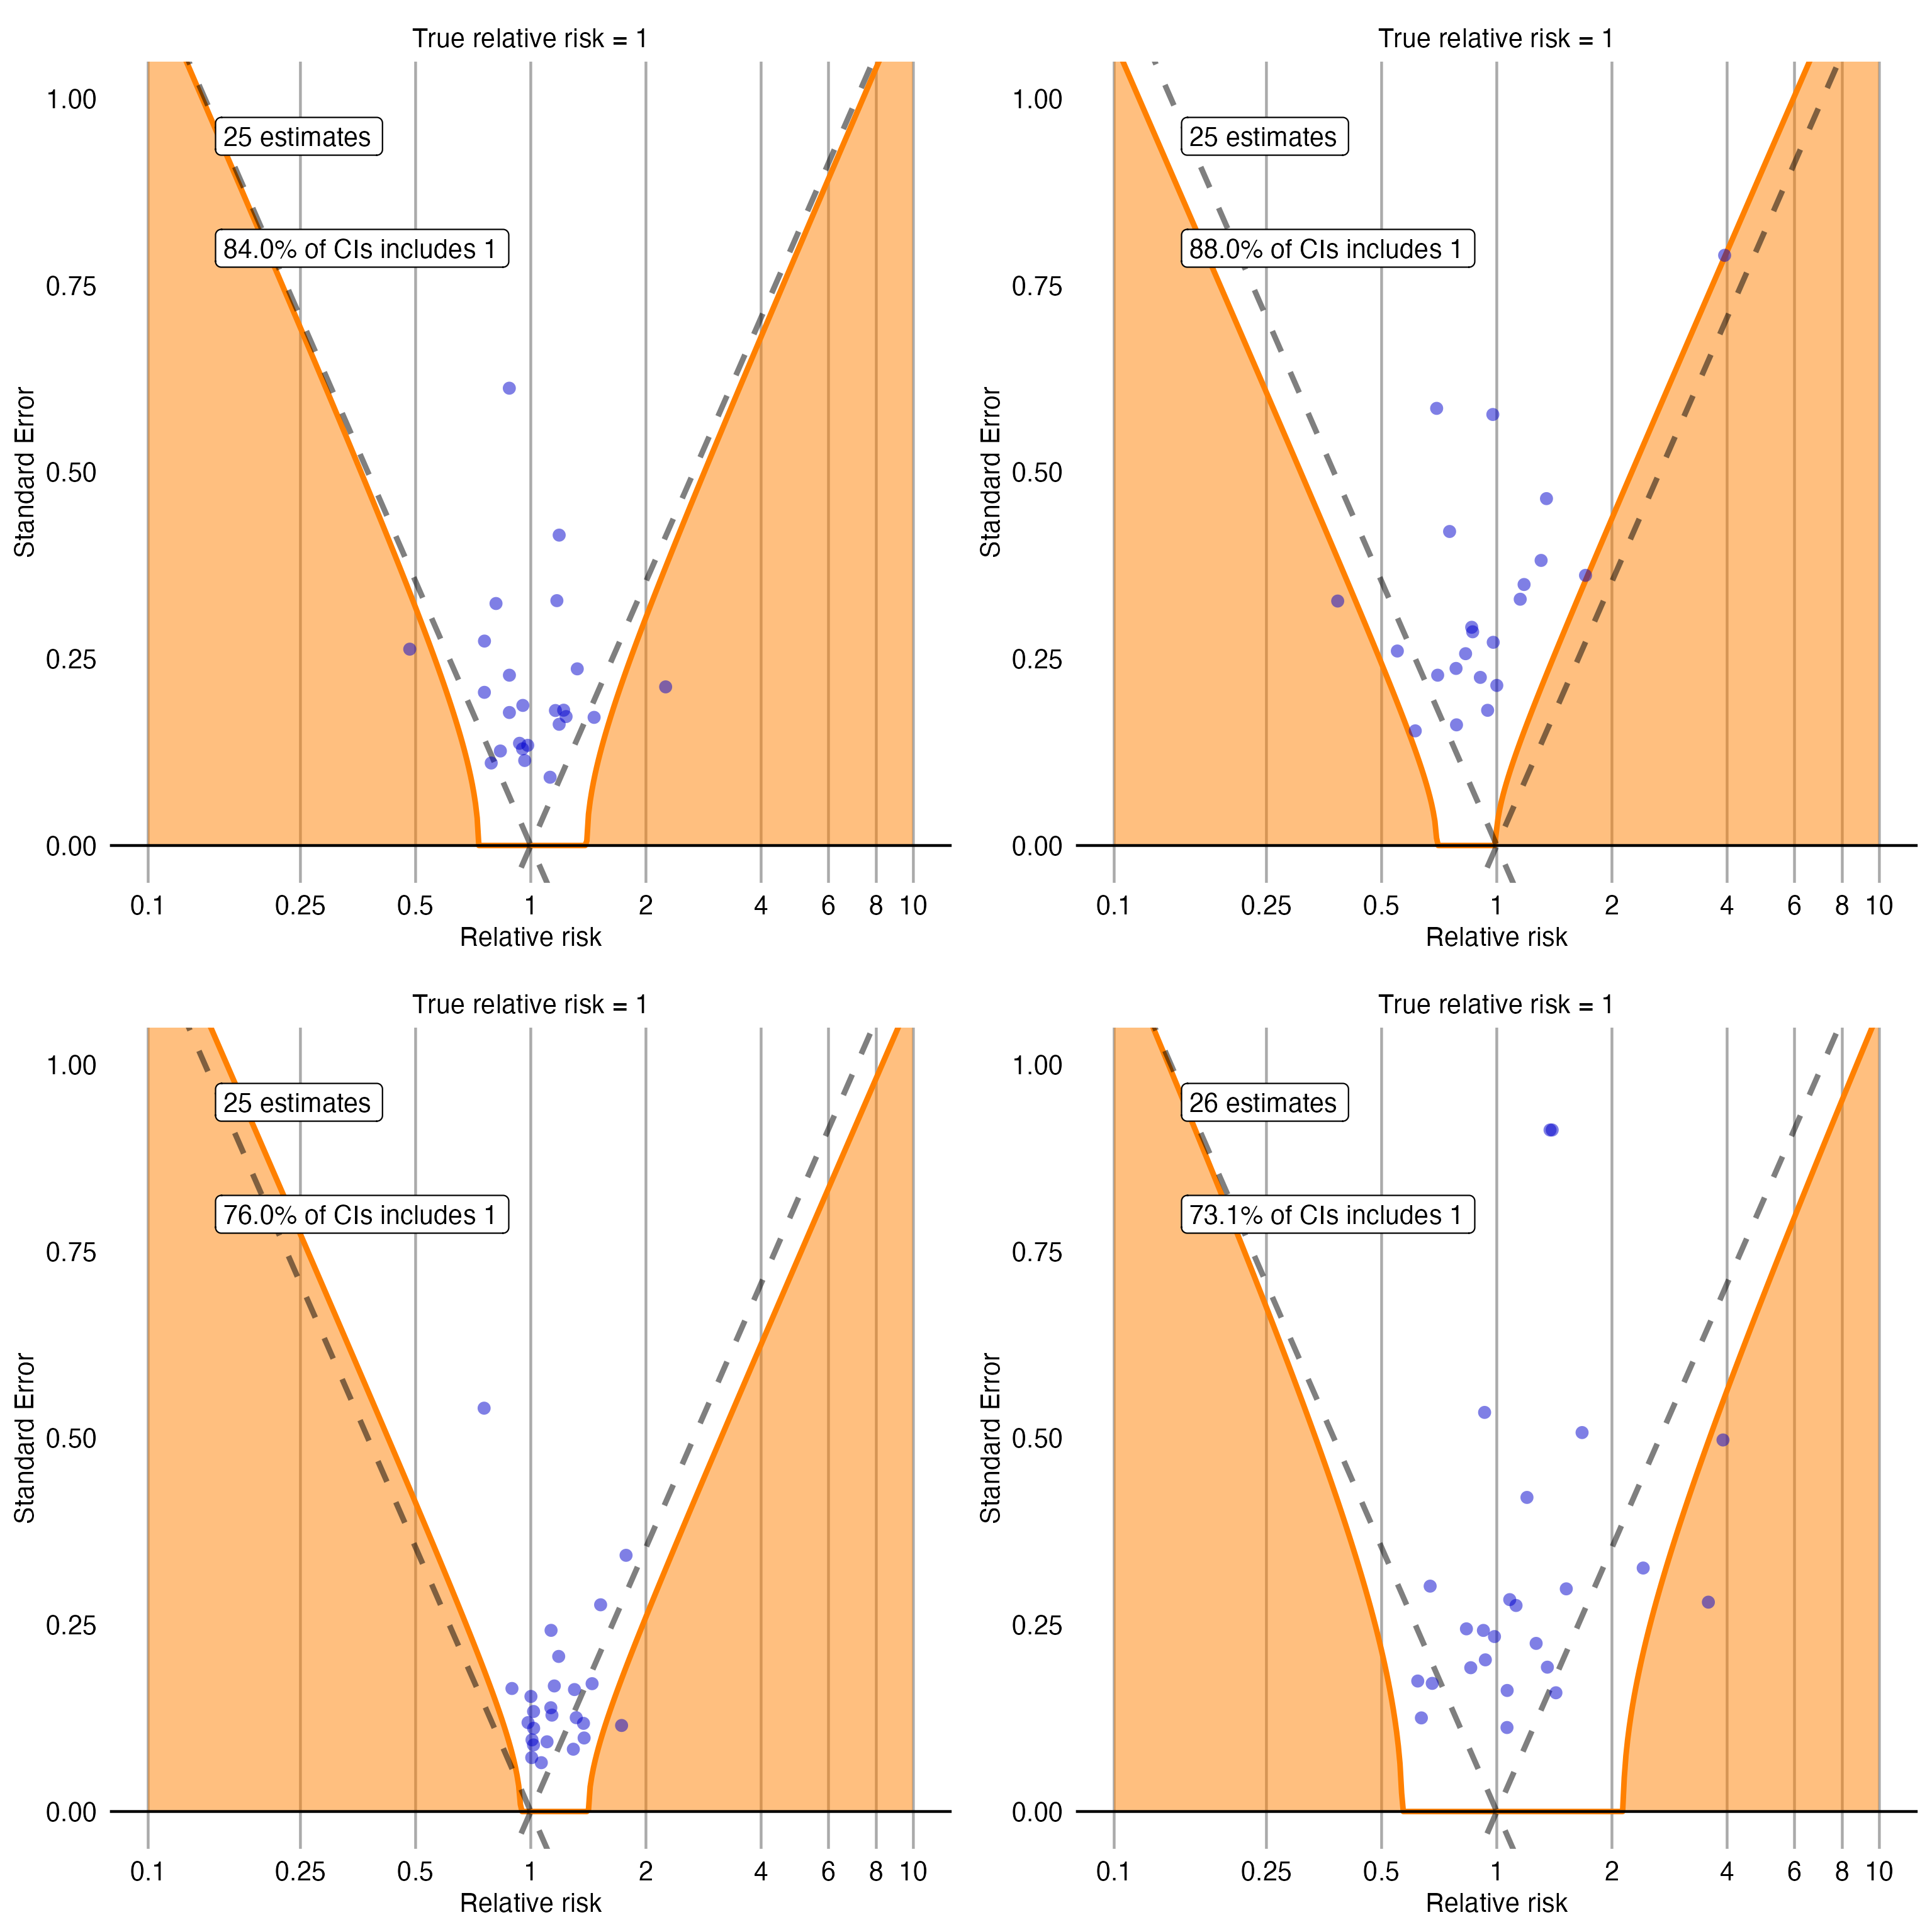 True relative risk = 1
1.00
25 estimates
84.0% of CIs includes 1
0.75
0.50
0.25
0.00
Standard Error
0.1 0.25 0.5 1 2 4 6 8 10
Relative risk
True relative risk = 1
1.00
25 estimates
88.0% of CIs includes 1
0.75
0.50
0.25
0.00
Standard Error
0.1 0.25 0.5 1 2 4 6 8 10
Relative risk
True relative risk = 1
1.00
25 estimates
76.0% of CIs includes 1
0.75
0.50
0.25
0.00
Standard Error
0.1 0.25 0.5 1 2 4 6 8 10
Relative risk
True relative risk = 1
1.00
26 estimates
73.1% of CIs includes 1
0.75
0.50
0.25
0.00
Standard Error
0.1 0.25 0.5 1 2 4 6 8 10
Relative risk